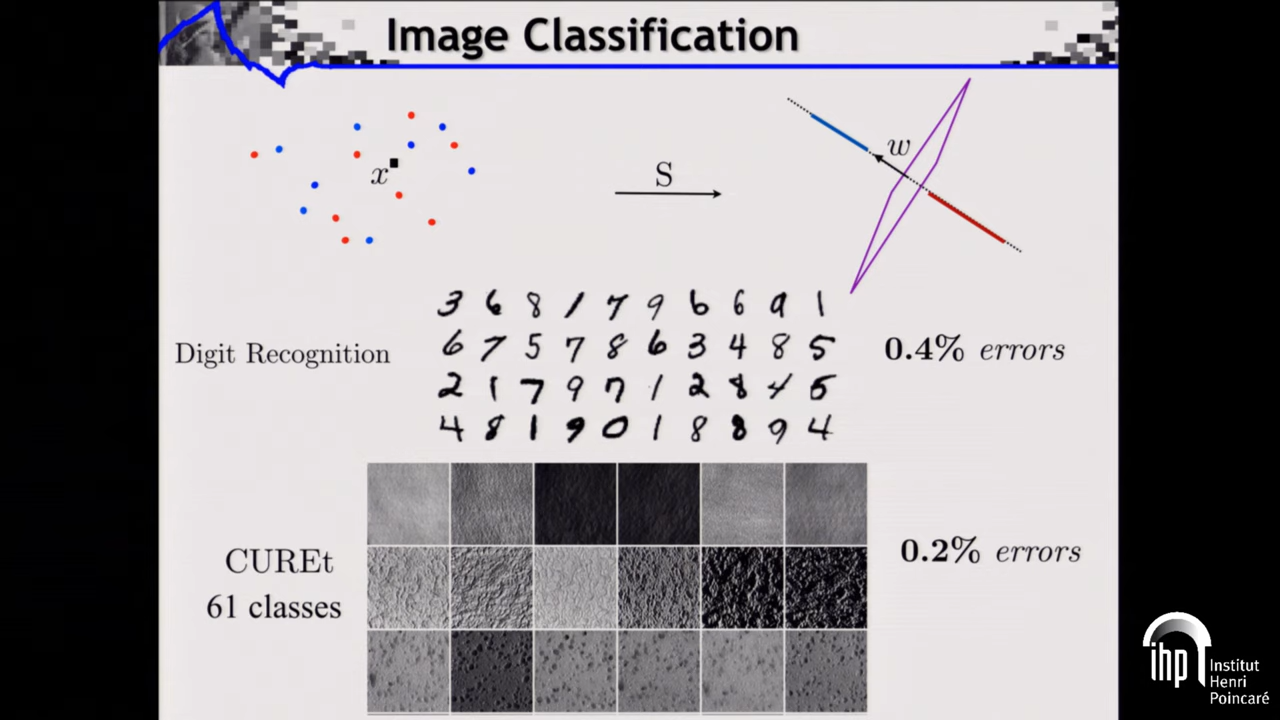 Image Classification
x
S
w
3 6 8 1 7 9 6 6 9 1
Digit Recognition
6 7 5 7 8 6 3 4 8 5
0.4% errors
2 1 7 9 7 1 2 8 4 5
4 8 1 9 0 1 8 8 9 4
CUREt
61 classes
0.2% errors
ihp
Institut
Henri
Poincaré